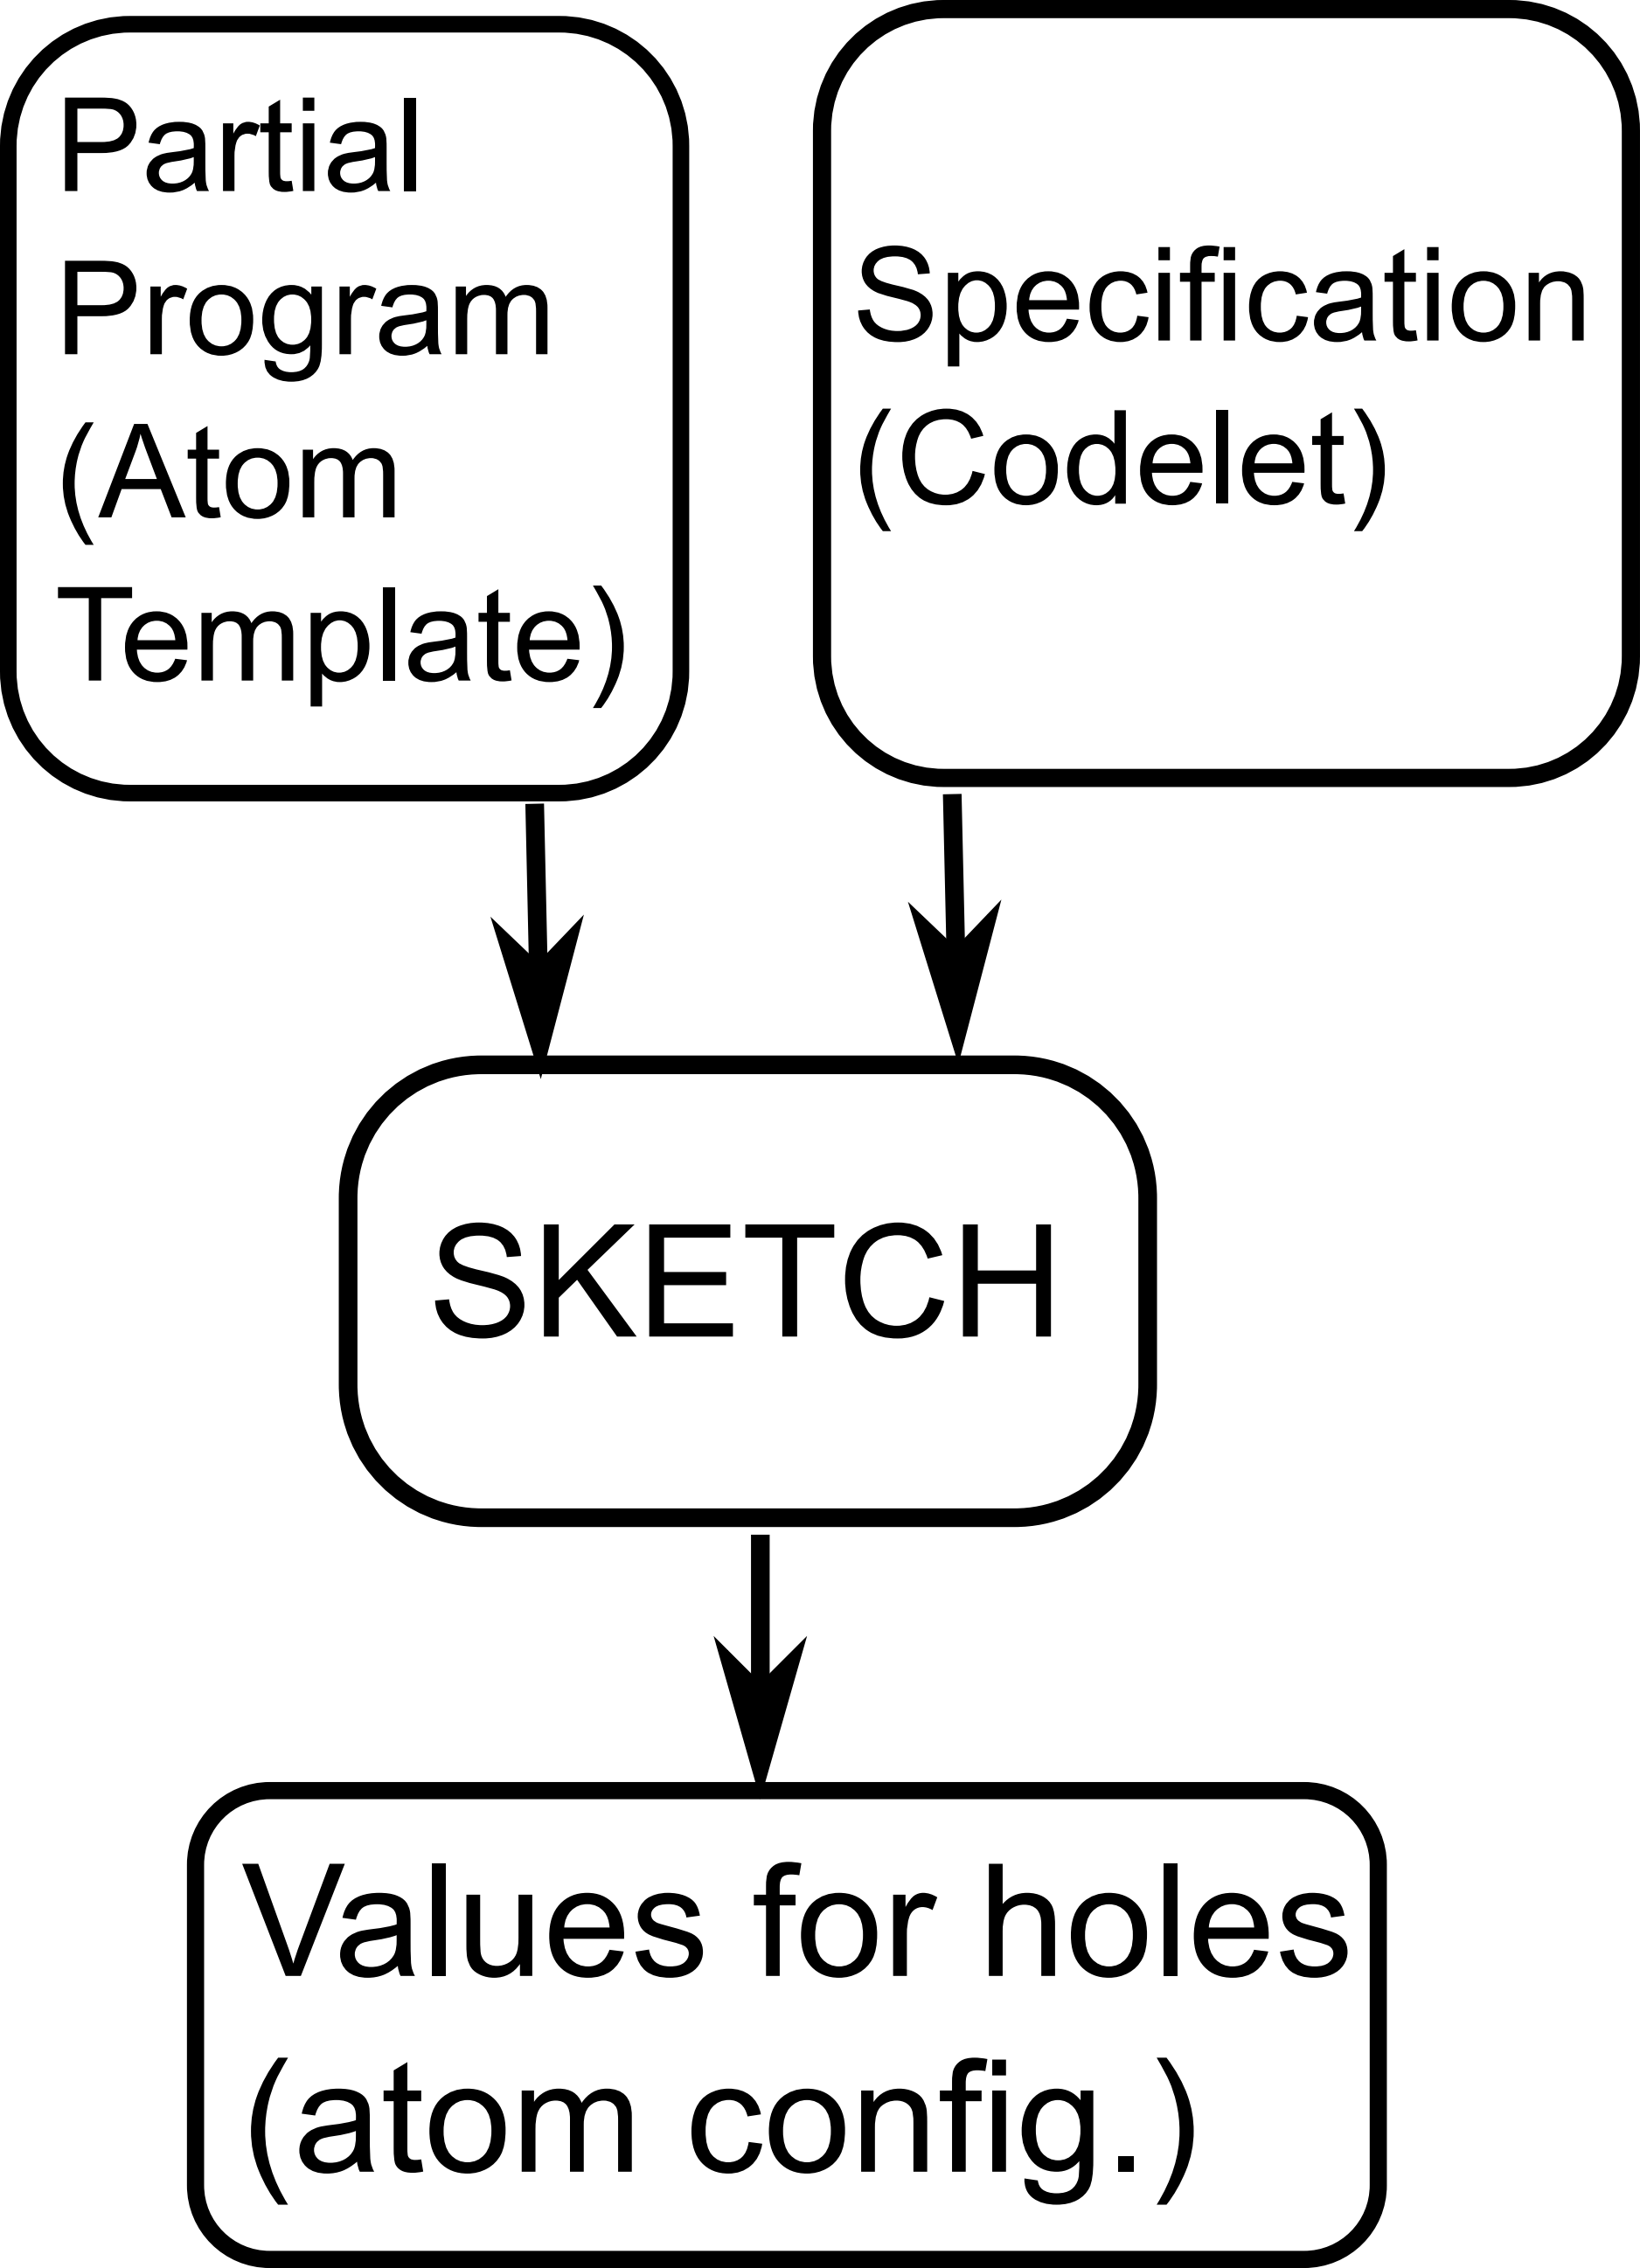 Partial
Program
(Atom
Template)
Specification
(Codelet)
SKETCH
Values for holes
(atom config.)